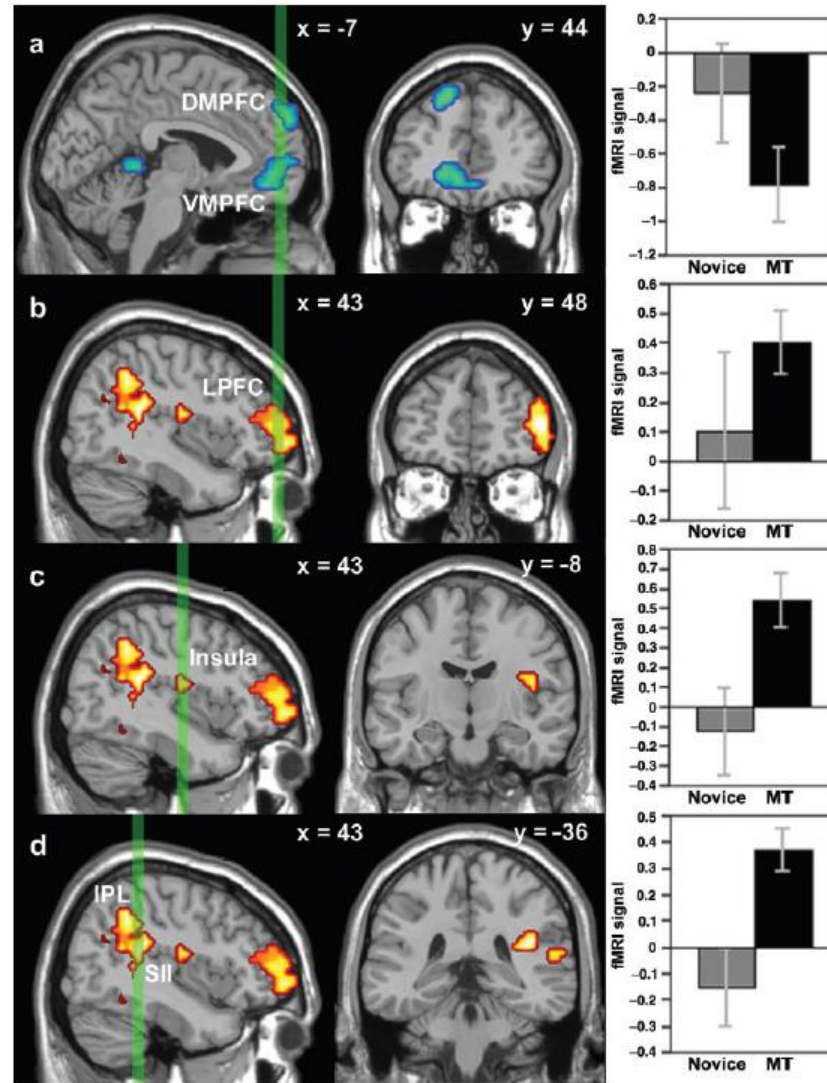 a
x = -7
y = 44
DMPFC
VMPFC
fMRI signal
0.2
0
–0.2
–0.4
–0.6
–0.8
–1
–1.2
Novice MT
b
x = 43
y = 48
LPFC
fMRI signal
0.6
0.5
0.4
0.3
0.2
0.1
0
–0.1
–0.2
Novice MT
c
x = 43
y = -8
Insula
fMRI signal
0.8
0.7
0.6
0.5
0.4
0.3
0.2
0.1
0
–0.1
–0.2
–0.3
–0.4
Novice MT
d
x = 43
y = -36
IPL
SII
fMRI signal
0.5
0.4
0.3
0.2
0.1
0
–0.1
–0.2
–0.3
–0.4
Novice MT